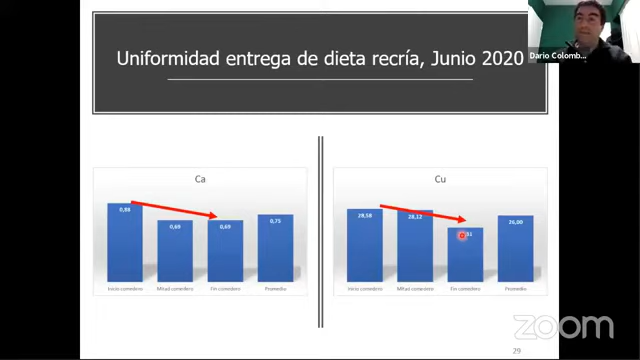 Uniformidad entrega de dieta recría, Junio 2020
Dario Colomb...
Ca
0,88
0,69
0,69
0,75
Inicio comedero
Mitad comedero
Fin comedero
Promedio
Cu
28,58
28,12
26,00
Inicio comedero
Mitad comedero
Fin comedero
Promedio
zoom
29